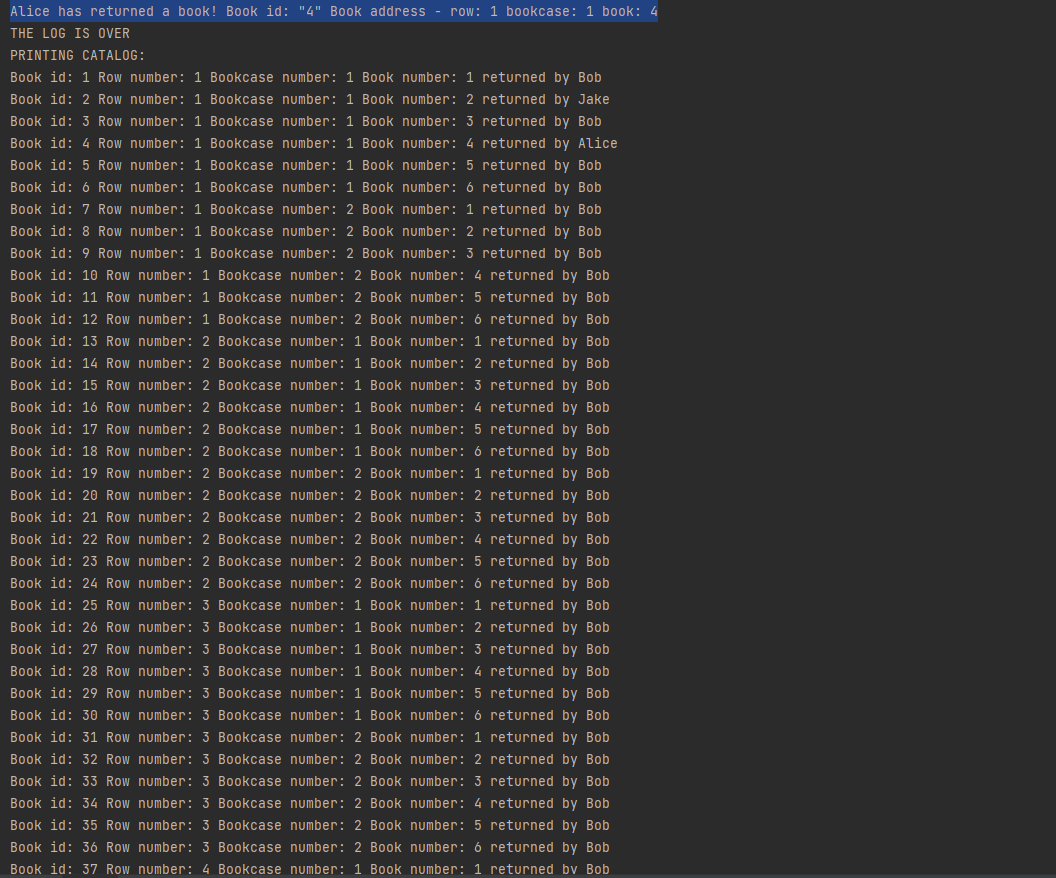 Alice has returned a book! Book id: "4" Book address - row: 1 bookcase: 1 book: 4
THE LOG IS OVER
PRINTING CATALOG:
Book id: 1 Row number: 1 Bookcase number: 1 Book number: 1 returned by Bob
Book id: 2 Row number: 1 Bookcase number: 1 Book number: 2 returned by Jake
Book id: 3 Row number: 1 Bookcase number: 1 Book number: 3 returned by Bob
Book id: 4 Row number: 1 Bookcase number: 1 Book number: 4 returned by Alice
Book id: 5 Row number: 1 Bookcase number: 1 Book number: 5 returned by Bob
Book id: 6 Row number: 1 Bookcase number: 1 Book number: 6 returned by Bob
Book id: 7 Row number: 1 Bookcase number: 2 Book number: 1 returned by Bob
Book id: 8 Row number: 1 Bookcase number: 2 Book number: 2 returned by Bob
Book id: 9 Row number: 1 Bookcase number: 2 Book number: 3 returned by Bob
Book id: 10 Row number: 1 Bookcase number: 2 Book number: 4 returned by Bob
Book id: 11 Row number: 1 Bookcase number: 2 Book number: 5 returned by Bob
Book id: 12 Row number: 1 Bookcase number: 2 Book number: 6 returned by Bob
Book id: 13 Row number: 2 Bookcase number: 1 Book number: 1 returned by Bob
Book id: 14 Row number: 2 Bookcase number: 1 Book number: 2 returned by Bob
Book id: 15 Row number: 2 Bookcase number: 1 Book number: 3 returned by Bob
Book id: 16 Row number: 2 Bookcase number: 1 Book number: 4 returned by Bob
Book id: 17 Row number: 2 Bookcase number: 1 Book number: 5 returned by Bob
Book id: 18 Row number: 2 Bookcase number: 1 Book number: 6 returned by Bob
Book id: 19 Row number: 2 Bookcase number: 2 Book number: 1 returned by Bob
Book id: 20 Row number: 2 Bookcase number: 2 Book number: 2 returned by Bob
Book id: 21 Row number: 2 Bookcase number: 2 Book number: 3 returned by Bob
Book id: 22 Row number: 2 Bookcase number: 2 Book number: 4 returned by Bob
Book id: 23 Row number: 2 Bookcase number: 2 Book number: 5 returned by Bob
Book id: 24 Row number: 2 Bookcase number: 2 Book number: 6 returned by Bob
Book id: 25 Row number: 3 Bookcase number: 1 Book number: 1 returned by Bob
Book id: 26 Row number: 3 Bookcase number: 1 Book number: 2 returned by Bob
Book id: 27 Row number: 3 Bookcase number: 1 Book number: 3 returned by Bob
Book id: 28 Row number: 3 Bookcase number: 1 Book number: 4 returned by Bob
Book id: 29 Row number: 3 Bookcase number: 1 Book number: 5 returned by Bob
Book id: 30 Row number: 3 Bookcase number: 1 Book number: 6 returned by Bob
Book id: 31 Row number: 3 Bookcase number: 2 Book number: 1 returned by Bob
Book id: 32 Row number: 3 Bookcase number: 2 Book number: 2 returned by Bob
Book id: 33 Row number: 3 Bookcase number: 2 Book number: 3 returned by Bob
Book id: 34 Row number: 3 Bookcase number: 2 Book number: 4 returned by Bob
Book id: 35 Row number: 3 Bookcase number: 2 Book number: 5 returned by Bob
Book id: 36 Row number: 3 Bookcase number: 2 Book number: 6 returned by Bob
Book id: 37 Row number: 4 Bookcase number: 1 Book number: 1 returned by Bob